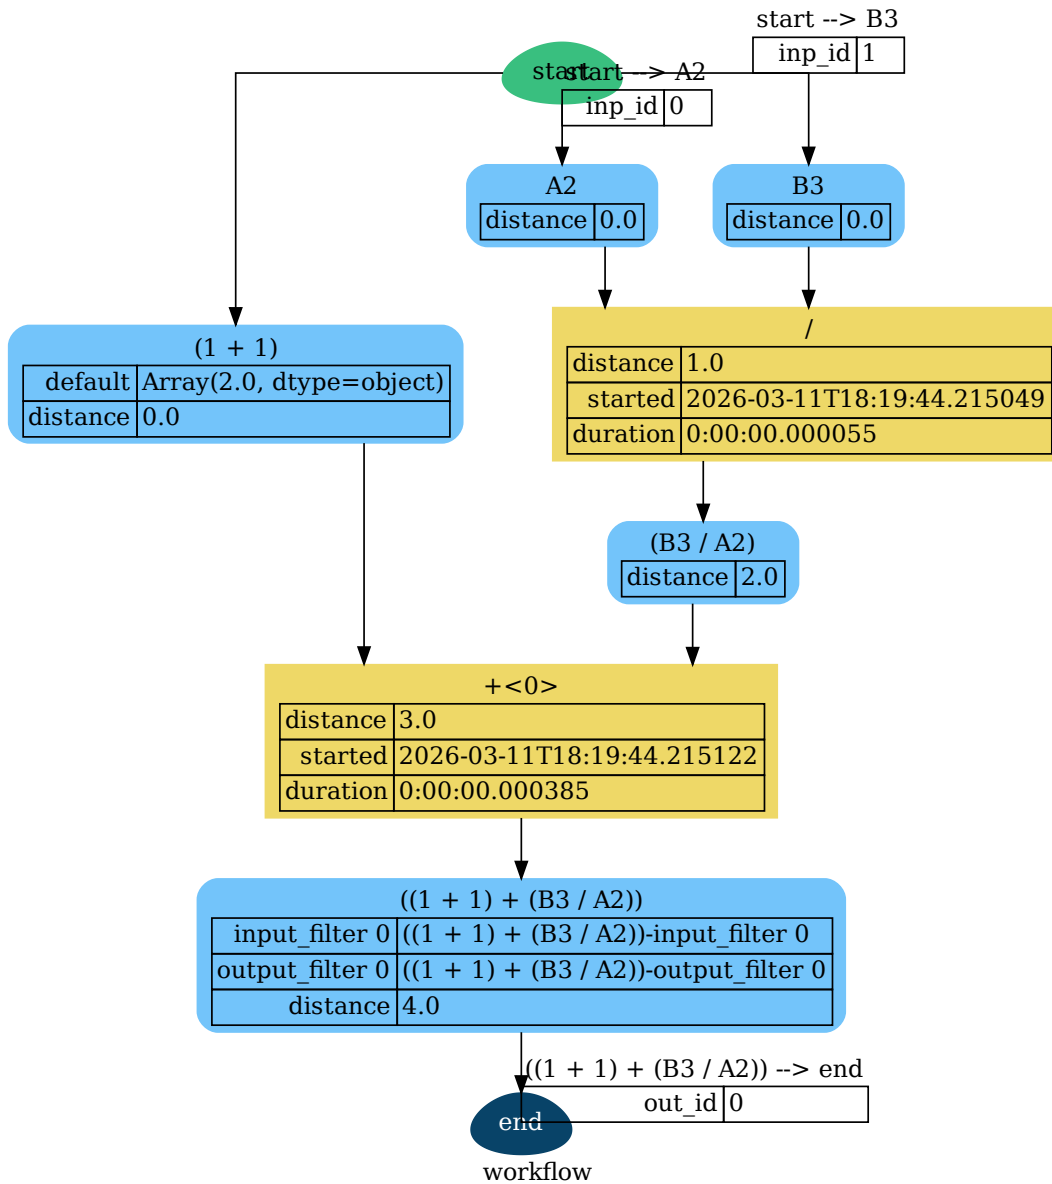 start --> B3
inp_id 1
start
start --> A2
inp_id 0
A2
distance 0.0
B3
distance 0.0
(1 + 1)
default Array(2.0, dtype=object)
distance 0.0
/
distance 1.0
started 2026-03-11T18:19:44.215049
duration 0:00:00.000055
(B3 / A2)
distance 2.0
+<0>
distance 3.0
started 2026-03-11T18:19:44.215122
duration 0:00:00.000385
((1 + 1) + (B3 / A2))
input_filter 0 ((1 + 1) + (B3 / A2))-input_filter 0
output_filter 0 ((1 + 1) + (B3 / A2))-output_filter 0
distance 4.0
((1 + 1) + (B3 / A2)) --> end
out_id 0
end
workflow